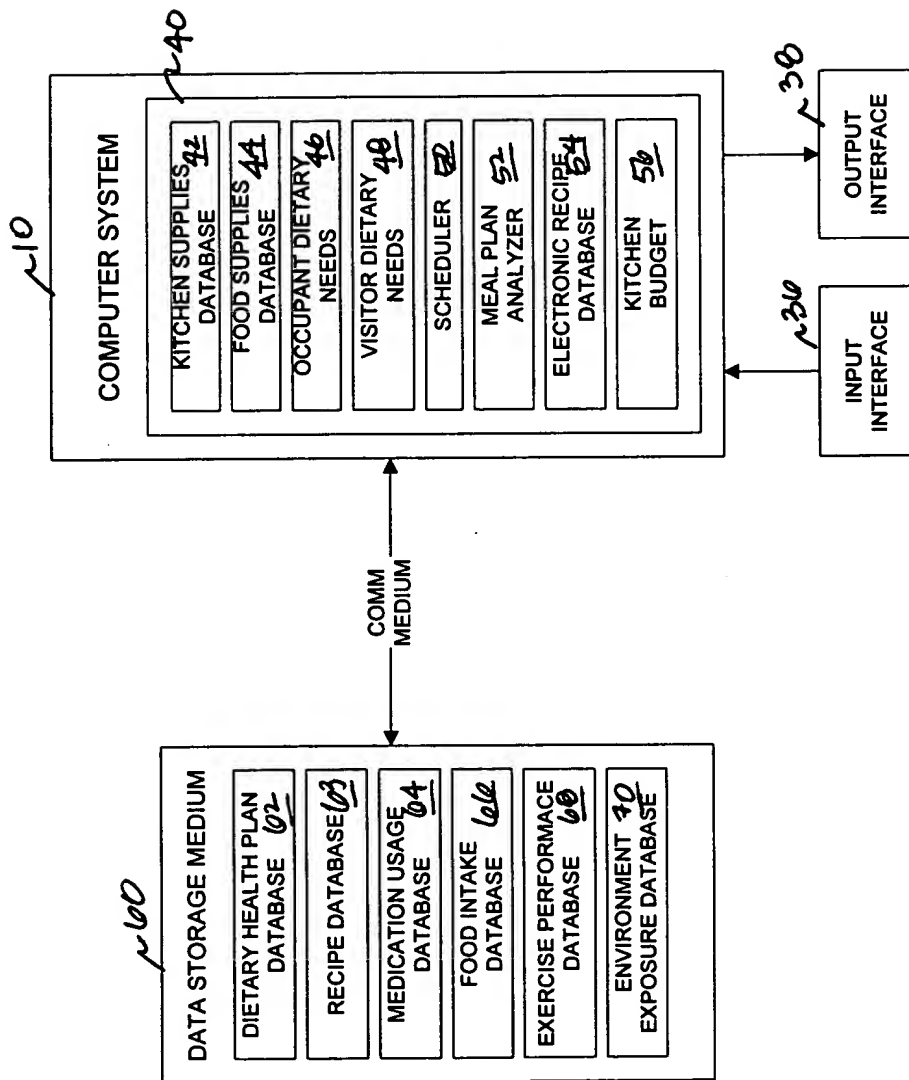 ~60
DATA STORAGE MEDIUM
DIETARY HEALTH PLAN
DATABASE 62
RECIPE DATABASE 63
MEDICATION USAGE
DATABASE 64
FOOD INTAKE
DATABASE 66
EXERCISE PERFORMACE
DATABASE 68
ENVIRONMENT 70
EXPOSURE DATABASE
COMM
MEDIUM
~10
COMPUTER SYSTEM
~40
KITCHEN SUPPLIES 42
DATABASE
FOOD SUPPLIES 44
DATABASE
OCCUPANT DIETARY
NEEDS 46
VISITOR DIETARY
NEEDS 48
SCHEDULER 50
MEAL PLAN
ANALYZER 52
ELECTRONIC RECIPE
DATABASE 54
KITCHEN
BUDGET 56
~36
INPUT
INTERFACE
~38
OUTPUT
INTERFACE